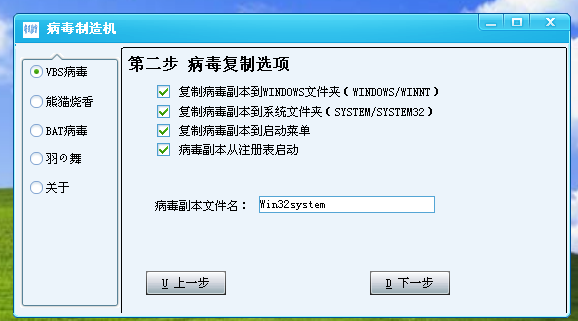 病毒制造机
VBS病毒
熊猫烧香
BAT病毒
羽の舞
关于
第二步 病毒复制选项
复制病毒副本到WINDOWS文件夹（WINDOWS/WINNT）
复制病毒副本到系统文件夹（SYSTEM/SYSTEM32）
复制病毒副本到启动菜单
病毒副本从注册表启动
病毒副本文件名： Win32system
U 上一步
D 下一步